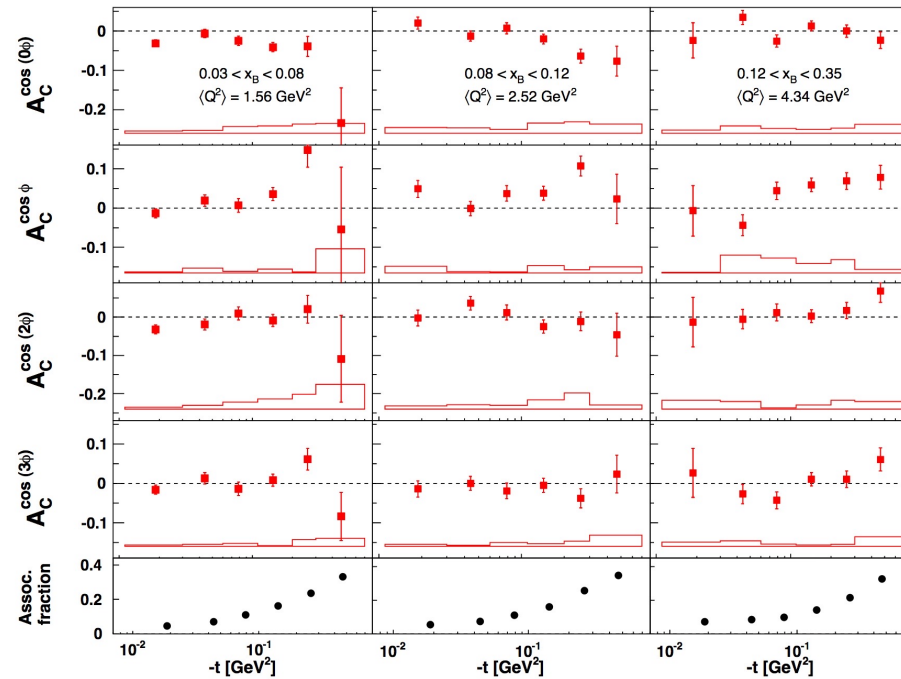 A_C^cos (0ϕ)
0
-0.1
-0.2
0.03 < x_B < 0.08
⟨Q²⟩ = 1.56 GeV²
0.08 < x_B < 0.12
⟨Q²⟩ = 2.52 GeV²
0.12 < x_B < 0.35
⟨Q²⟩ = 4.34 GeV²
A_C^cos ϕ
0.1
0
-0.1
A_C^cos (2ϕ)
0
-0.1
-0.2
A_C^cos (3ϕ)
0.1
0
-0.1
Assoc.
fraction
0.4
0.2
0
10⁻² 10⁻¹ 10⁻² 10⁻¹ 10⁻² 10⁻¹
-t [GeV²] -t [GeV²] -t [GeV²]